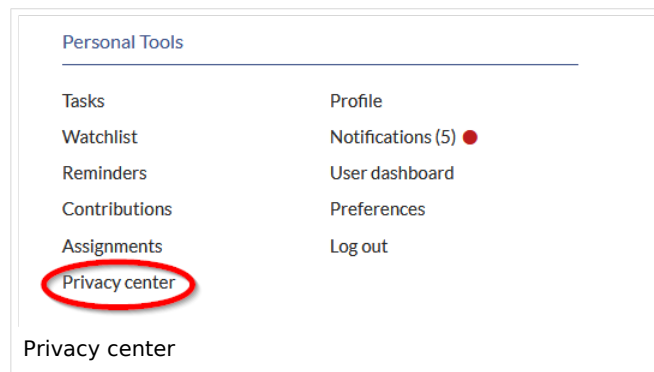 Personal Tools
Tasks
Watchlist
Reminders
Contributions
Assignments
Privacy center
Profile
Notifications (5)
User dashboard
Preferences
Log out
Privacy center